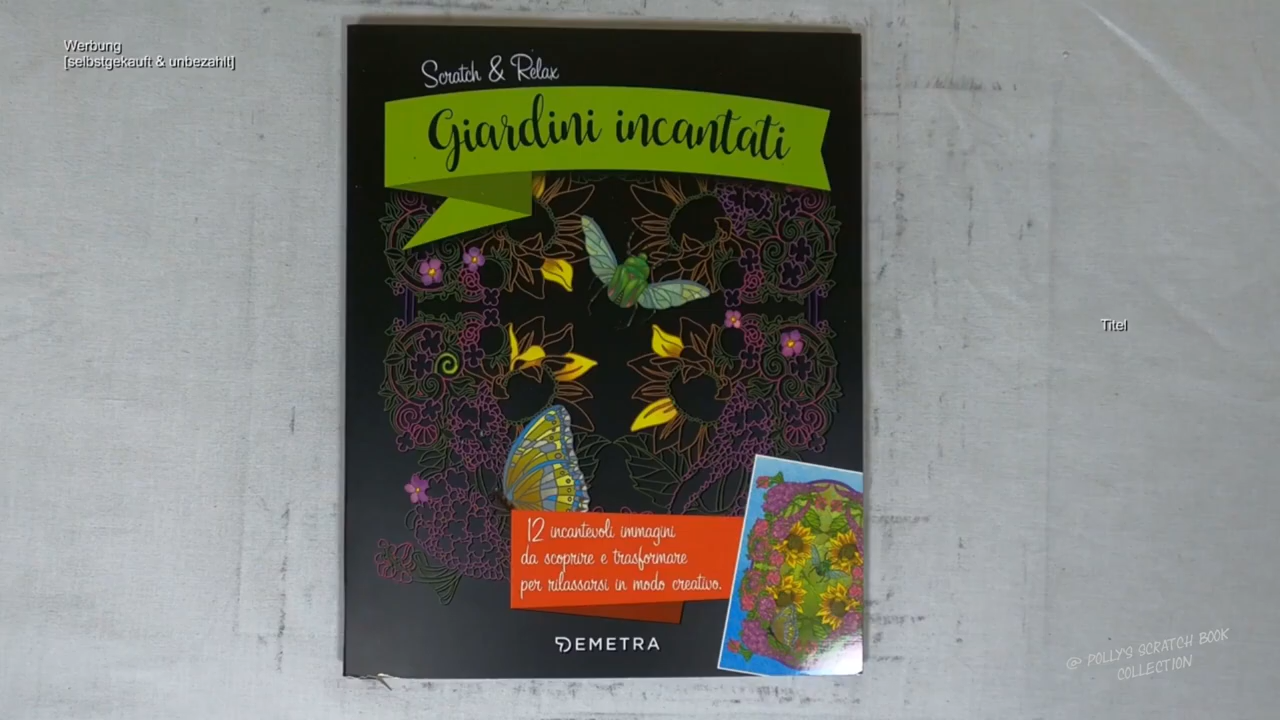 Werbung
[selbstgekauft & unbezahlt]
Scratch & Relax
Giardini incantati
Titel
12 incantevoli immagini
da scoprire e trasformare
per rilassarsi in modo creativo.
DEMETRA
@ POLLY'S SCRATCH BOOK
COLLECTION